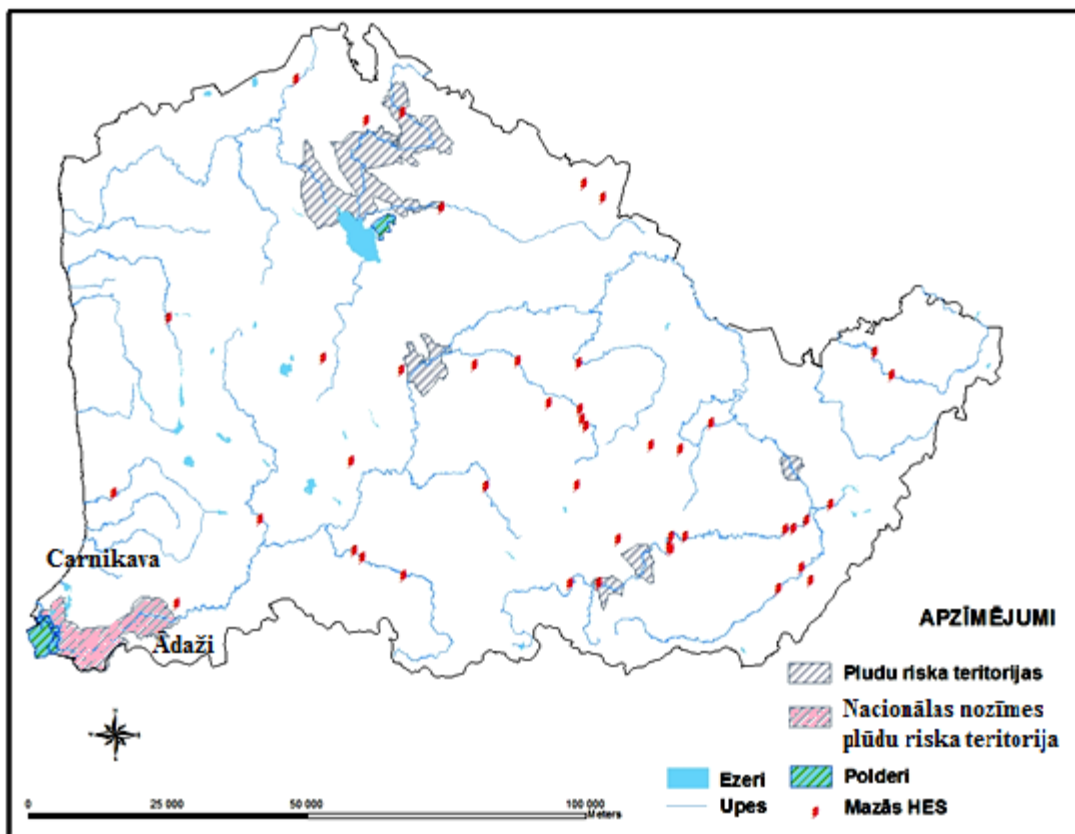 Carnikava
Ādaži
APZĪMĒJUMI
Pludu riska teritorijas
Nacionālas nozīmes
plūdu riska teritorija
Ezeri
Polderi
Upes
Mazās HES
0 25 000 50 000 100 000
Meters